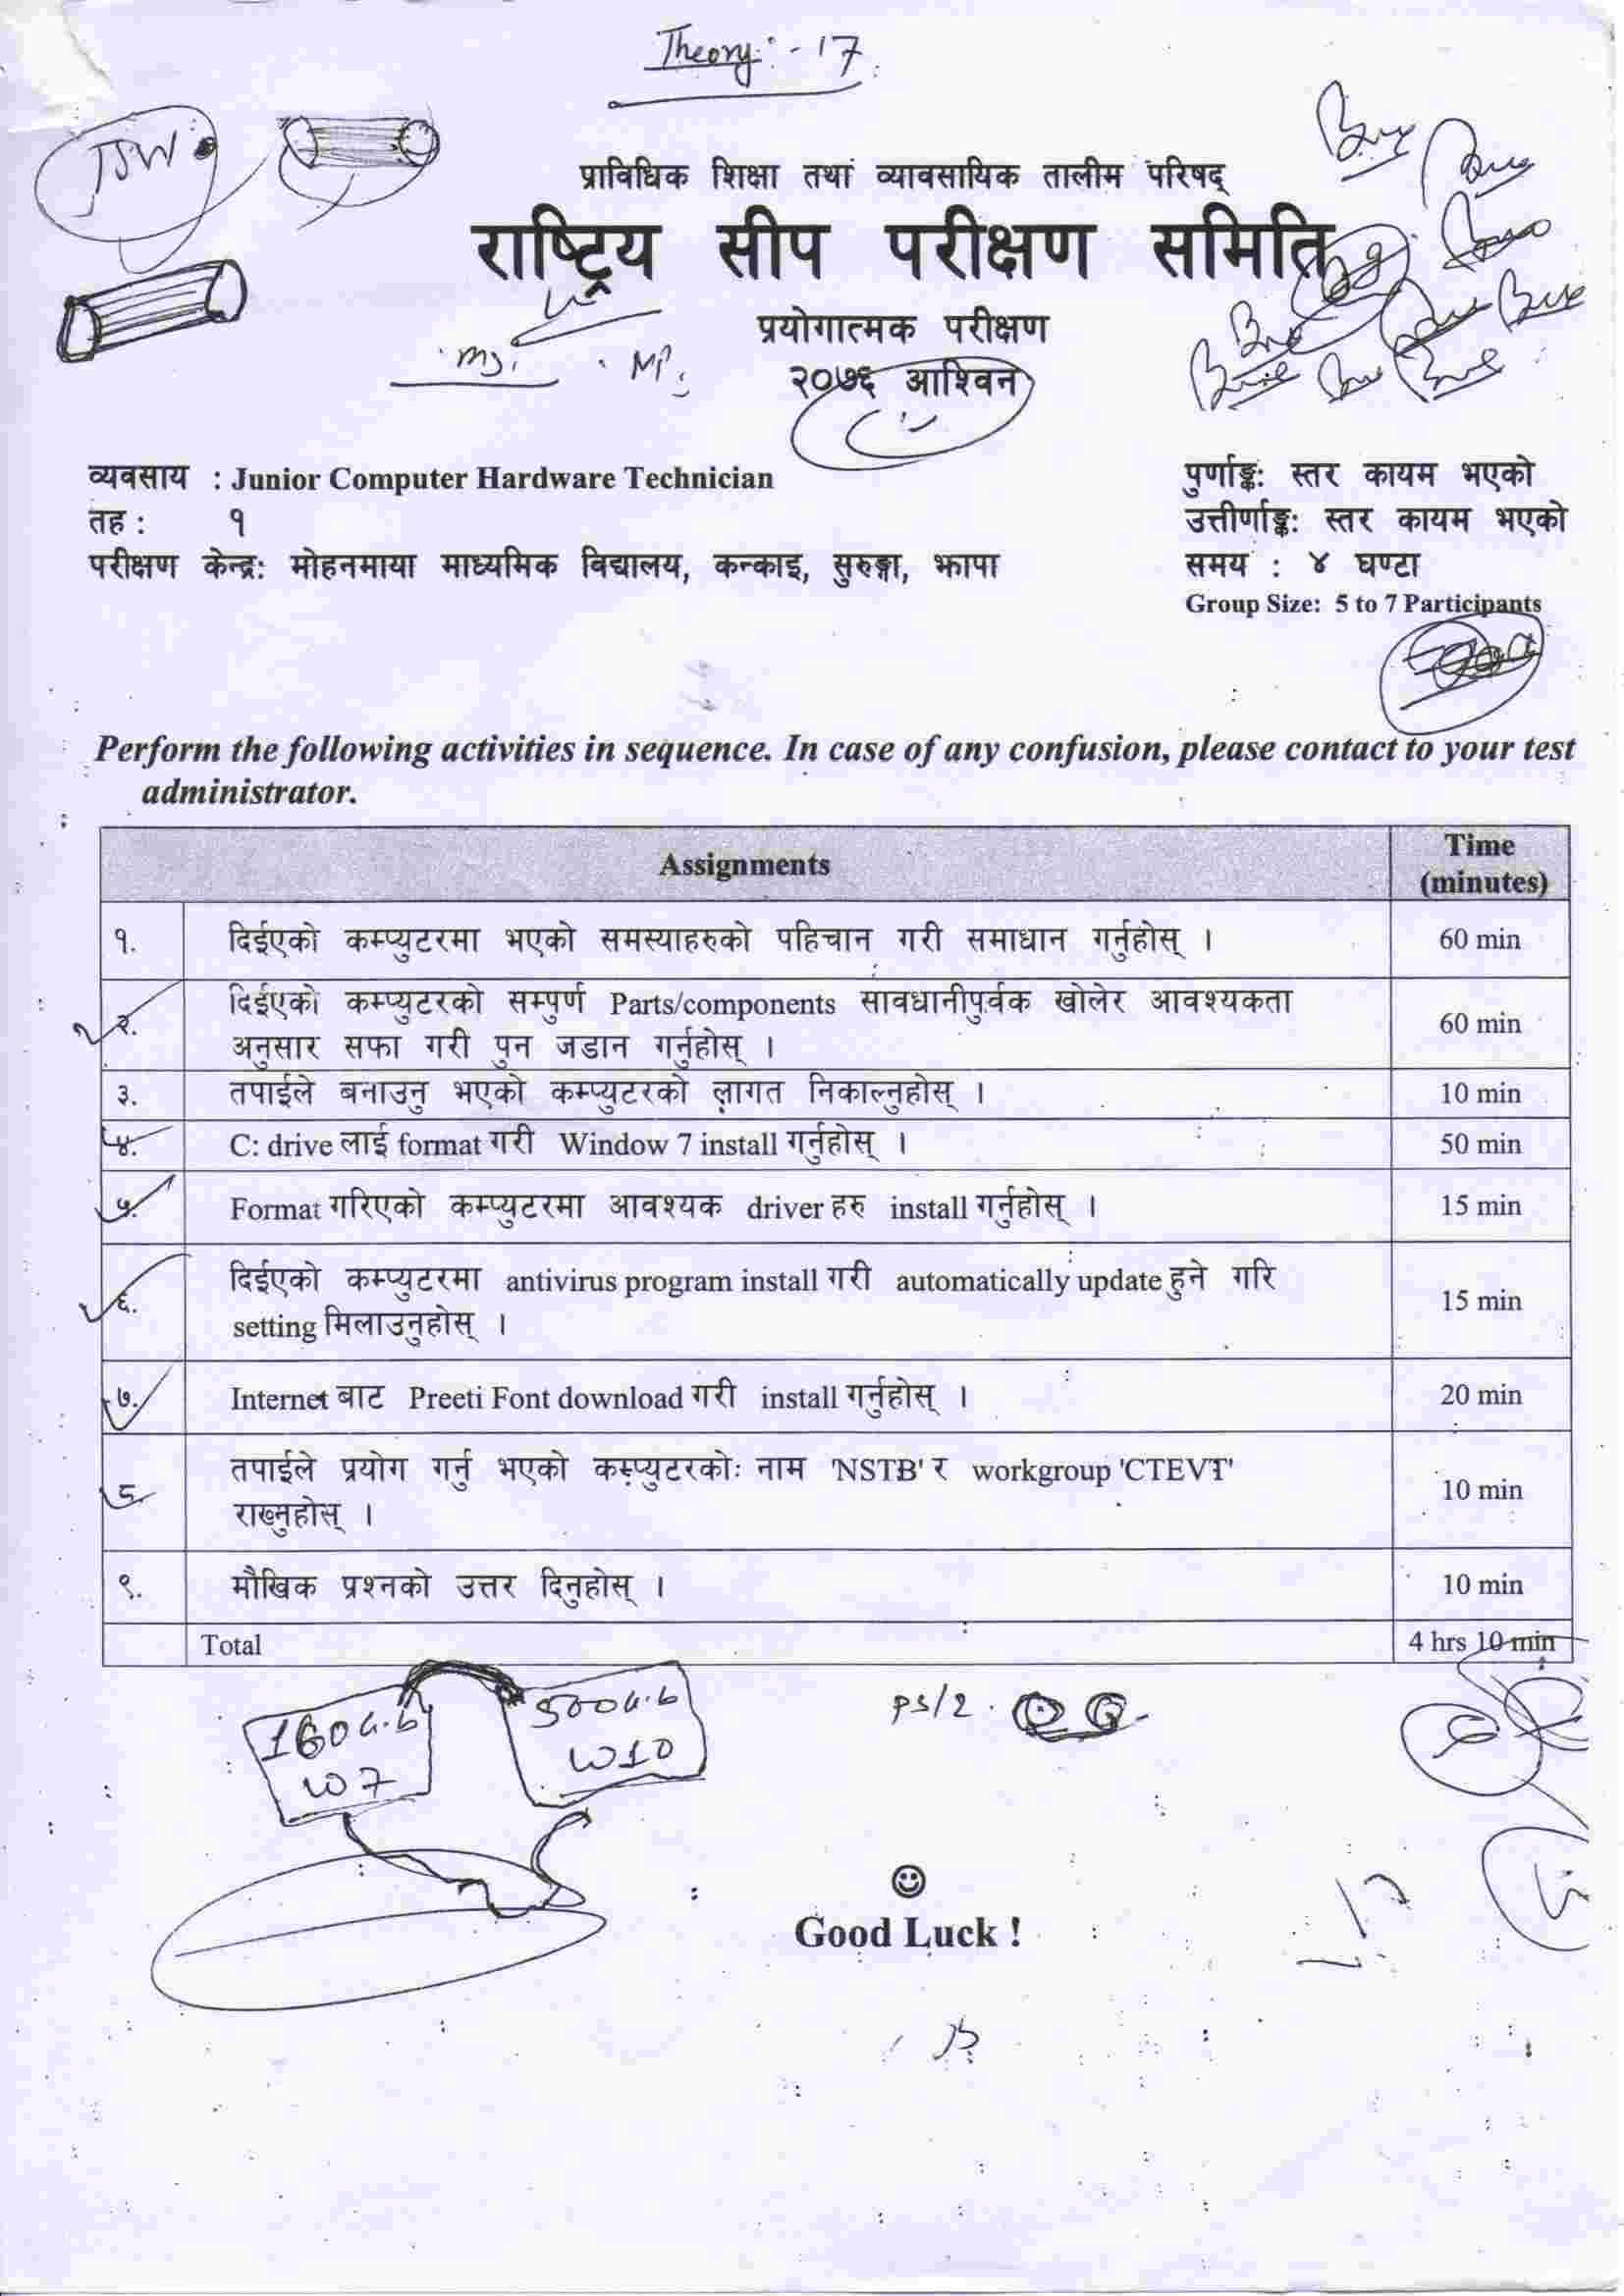 Theory:-17
प्राविधिक शिक्षा तथा व्यावसायिक तालीम परिषद्
राष्ट्रिय सीप परीक्षण समिति
प्रयोगात्मक परीक्षण
२०७६ आश्विन
व्यवसाय : Junior Computer Hardware Technician
पुर्णाङ्क: स्तर कायम भएको
तह : १
उत्तीर्णाङ्क: स्तर कायम भएको
परीक्षण केन्द्र: मोहनमाया माध्यमिक विद्यालय, कन्काइ, सुरुङ्गा, झापा
समय : ४ घण्टा
Group Size: 5 to 7 Participants
Perform the following activities in sequence. In case of any confusion, please contact to your test
administrator.
Assignments Time
(minutes)
१. दिईएको कम्प्युटरमा भएको समस्याहरुको पहिचान गरी समाधान गर्नुहोस् । 60 min
२. दिईएको कम्प्युटरको सम्पुर्ण Parts/components सावधानीपुर्वक खोलेर आवश्यकता
अनुसार सफा गरी पुन जडान गर्नुहोस् । 60 min
३. तपाईले बनाउनु भएको कम्प्युटरको लागत निकाल्नुहोस् । 10 min
४. C: drive लाई format गरी Window 7 install गर्नुहोस् । 50 min
५. Format गरिएको कम्प्युटरमा आवश्यक driver हरु install गर्नुहोस् । 15 min
६. दिईएको कम्प्युटरमा antivirus program install गरी automatically update हुने गरि
setting मिलाउनुहोस् । 15 min
७. Internet बाट Preeti Font download गरी install गर्नुहोस् । 20 min
८. तपाईले प्रयोग गर्नु भएको कम्प्युटरको: नाम 'NSTB' र workgroup 'CTEVT'
राख्नुहोस् । 10 min
९. मौखिक प्रश्नको उत्तर दिनुहोस् । 10 min
Total 4 hrs 10 min
160G.b
W7
500G.b
W10
PS/2
Good Luck !